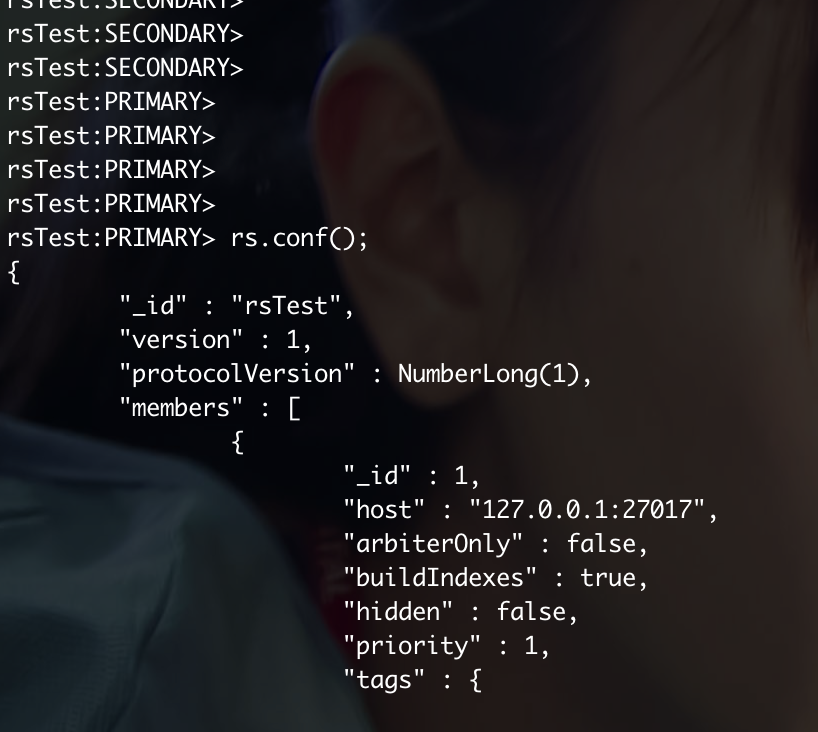 rsTest:SECONDARY>
rsTest:SECONDARY>
rsTest:SECONDARY>
rsTest:PRIMARY>
rsTest:PRIMARY>
rsTest:PRIMARY>
rsTest:PRIMARY>
rsTest:PRIMARY> rs.conf();
{
        "_id" : "rsTest",
        "version" : 1,
        "protocolVersion" : NumberLong(1),
        "members" : [
                {
                        "_id" : 1,
                        "host" : "127.0.0.1:27017",
                        "arbiterOnly" : false,
                        "buildIndexes" : true,
                        "hidden" : false,
                        "priority" : 1,
                        "tags" : {